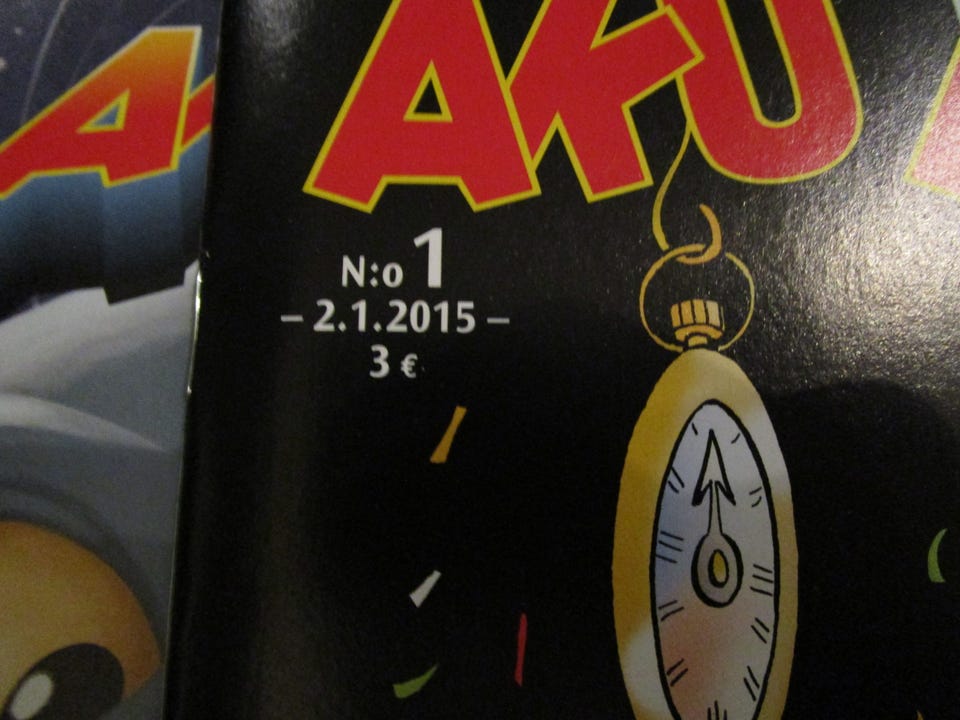 A
AKU
N:o 1
– 2.1.2015 –
3 €